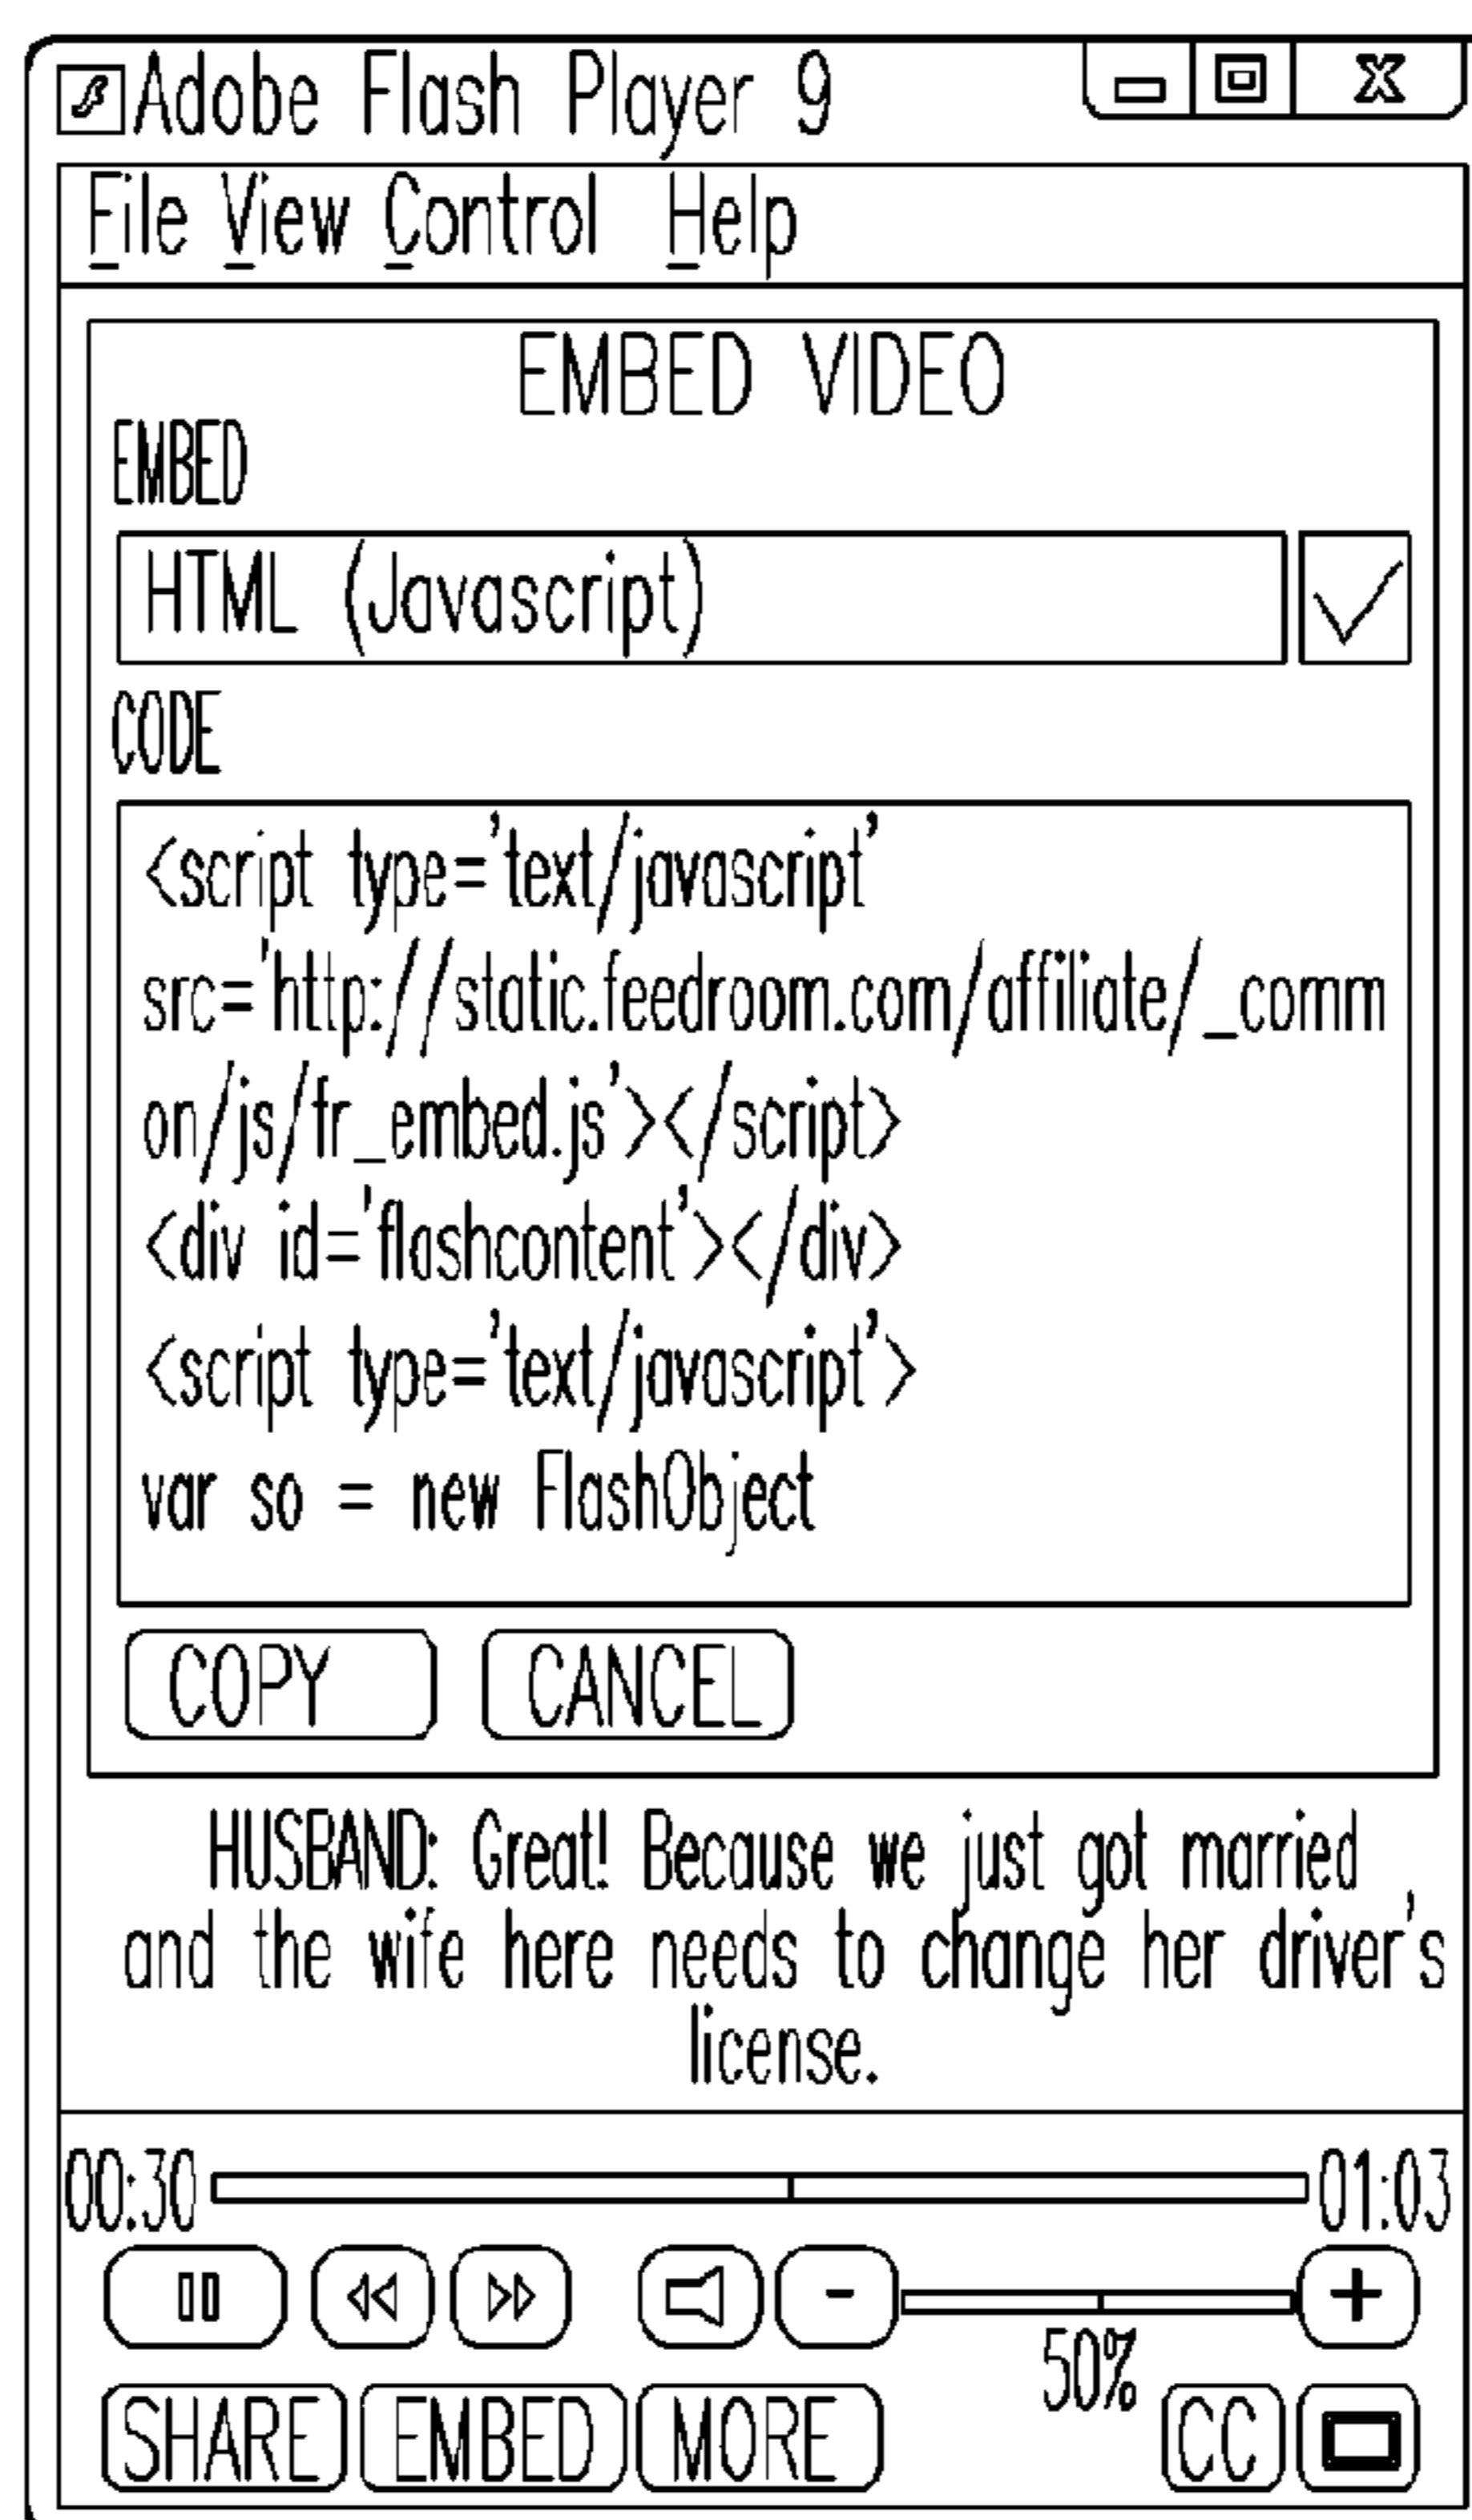 Adobe Flash Player 9
X
File View Control Help
EMBED VIDEO
EMBED
HTML (Javascript)
CODE
<script type='text/javascript'
src='http://static.feedroom.com/affiliate/_comm
on/js/fr_embed.js'></script>
<div id='flashcontent'></div>
<script type='text/javascript'>
var so = new FlashObject
COPY CANCEL
HUSBAND: Great! Because we just got married
and the wife here needs to change her driver's
license.
00:30 01:03
- +
50%
SHARE EMBED MORE CC